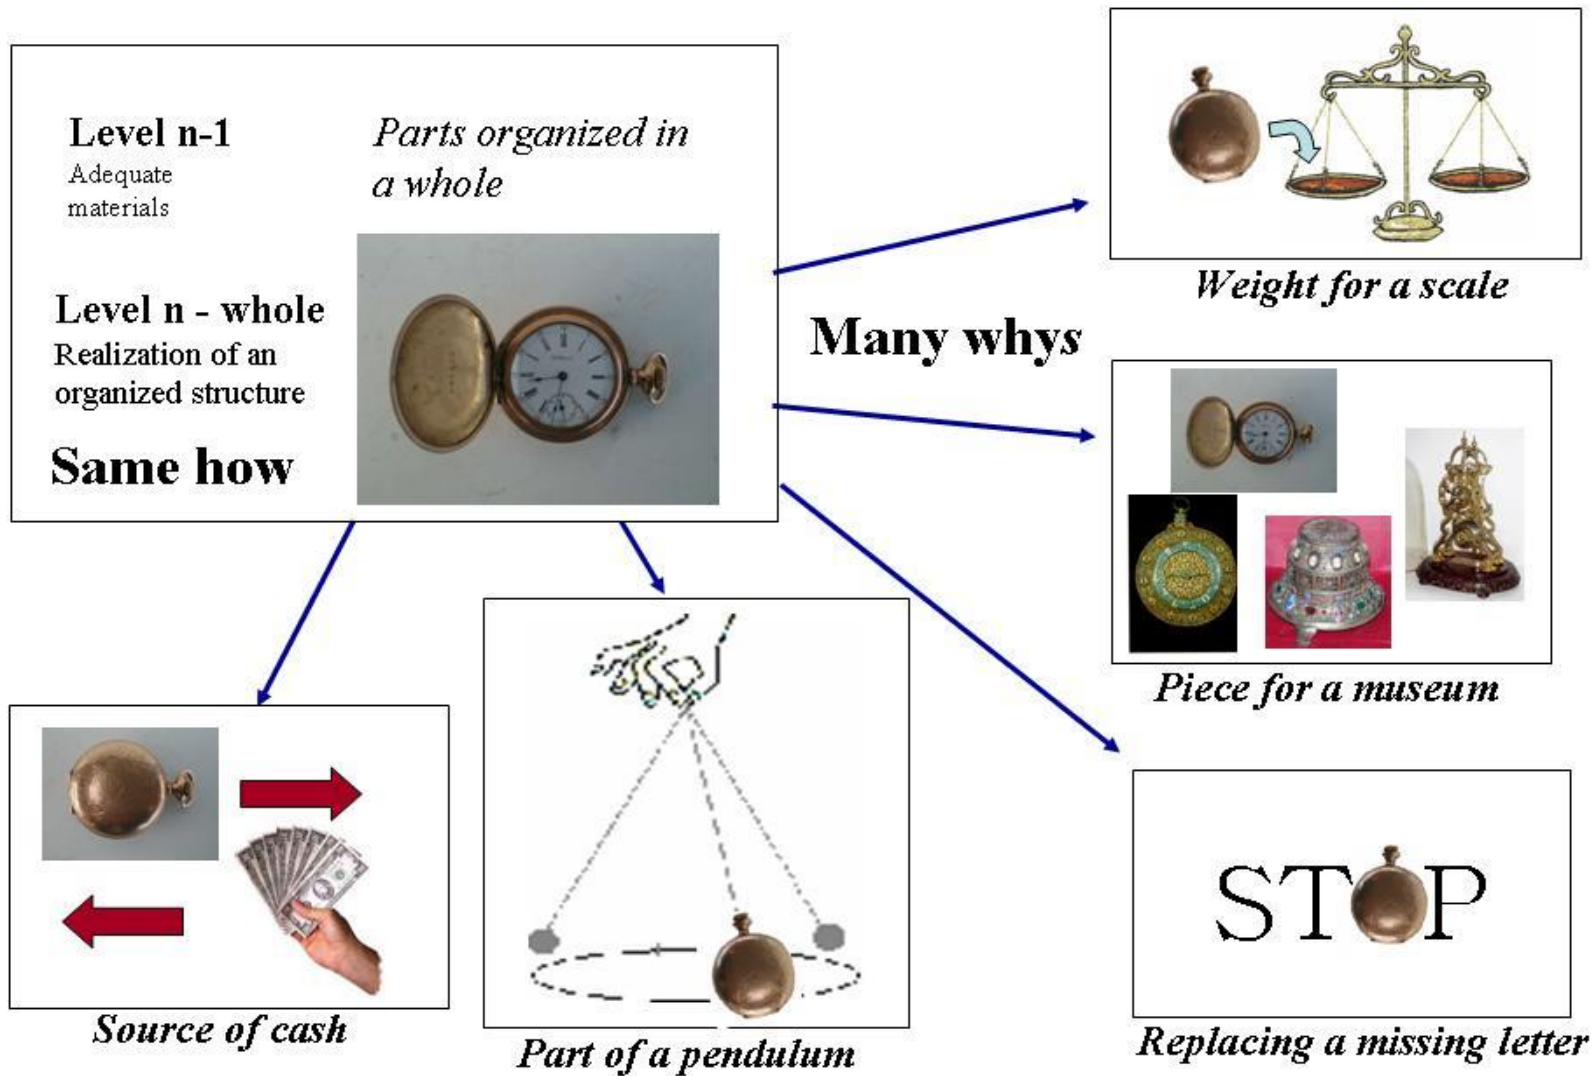 Level n-1
Adequate
materials
Parts organized in
a whole
Level n - whole
Realization of an
organized structure
Same how
Many whys
Weight for a scale
Piece for a museum
STP
Replacing a missing letter
Part of a pendulum
Source of cash